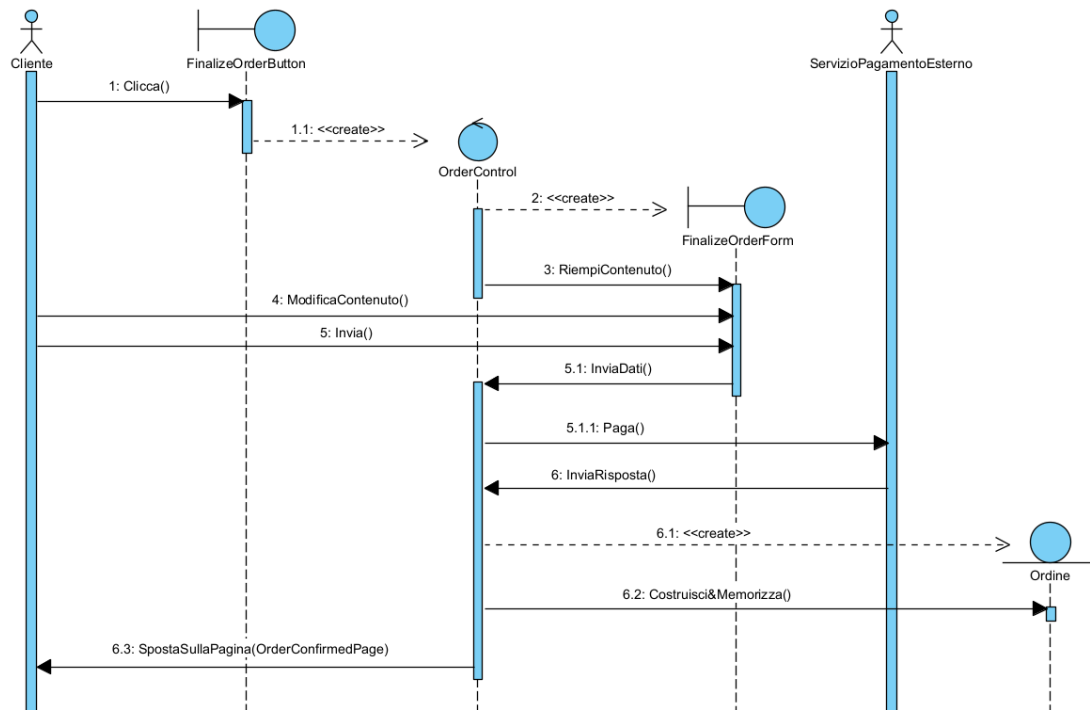 Cliente
FinalizeOrderButton
ServizioPagamentoEsterno
1: Clicca()
1.1: <<create>>
OrderControl
2: <<create>>
FinalizeOrderForm
3: RiempiContenuto()
4: ModificaContenuto()
5: Invia()
5.1: InviaDati()
5.1.1: Paga()
6: InviaRisposta()
6.1: <<create>>
Ordine
6.2: Costruisci&Memorizza()
6.3: SpostaSullaPagina(OrderConfirmedPage)